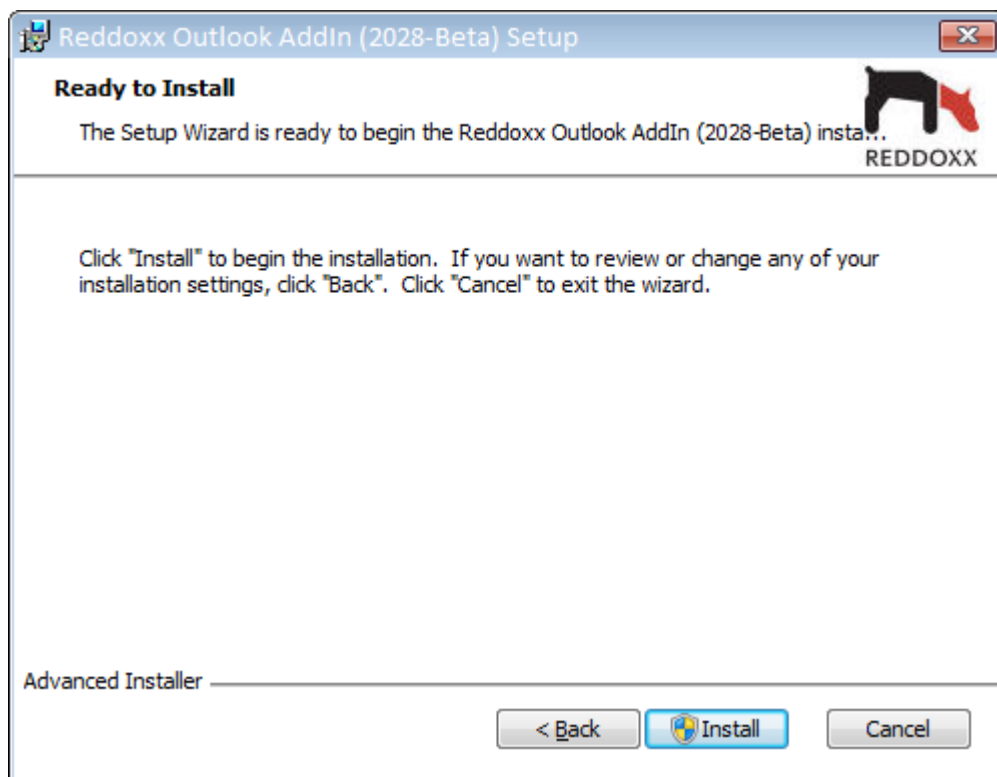 Reddoxx Outlook AddIn (2028-Beta) Setup
Ready to Install
The Setup Wizard is ready to begin the Reddoxx Outlook AddIn (2028-Beta) insta...
REDDOXX
Click "Install" to begin the installation.  If you want to review or change any of your
installation settings, click "Back".  Click "Cancel" to exit the wizard.
Advanced Installer
< Back
Install
Cancel